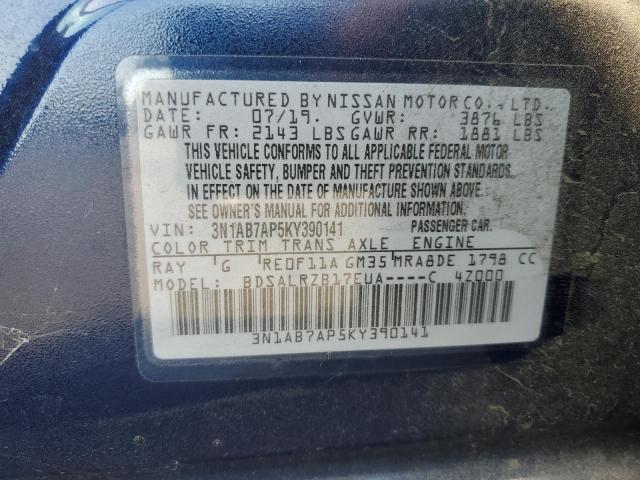 MANUFACTURED BY NISSAN MOTOR CO., LTD.
DATE: 07/19. GVWR: 3876 LBS
GAWR FR: 2143 LBS GAWR RR: 1881 LBS
THIS VEHICLE CONFORMS TO ALL APPLICABLE FEDERAL MOTOR
VEHICLE SAFETY, BUMPER AND THEFT PREVENTION STANDARDS
IN EFFECT ON THE DATE OF MANUFACTURE SHOWN ABOVE.
SEE OWNER'S MANUAL FOR ADDITIONAL INFORMATION.
VIN: 3N1AB7AP5KY390141 PASSENGER CAR.
COLOR TRIM TRANS AXLE ENGINE
RAY G RE0F11A GM35 MRA8DE 1798 CC
MODEL: BDSALRZB17EUA----C 4Z000
3N1AB7AP5KY390141